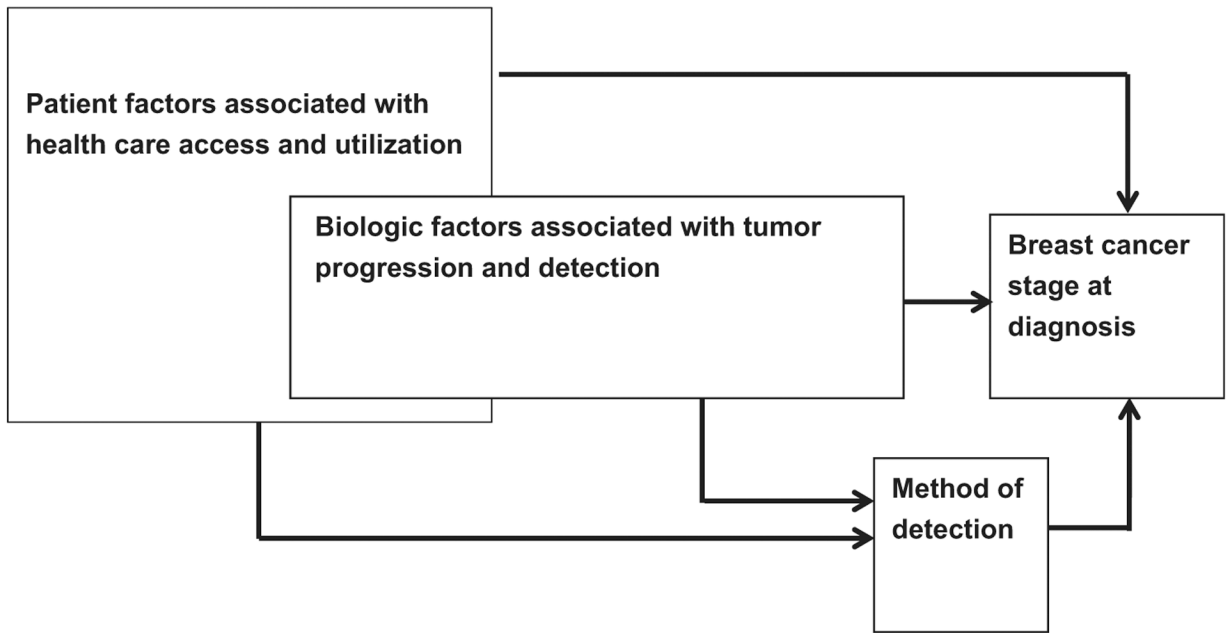 Patient factors associated with
health care access and utilization
Biologic factors associated with tumor
progression and detection
Breast cancer
stage at
diagnosis
Method of
detection